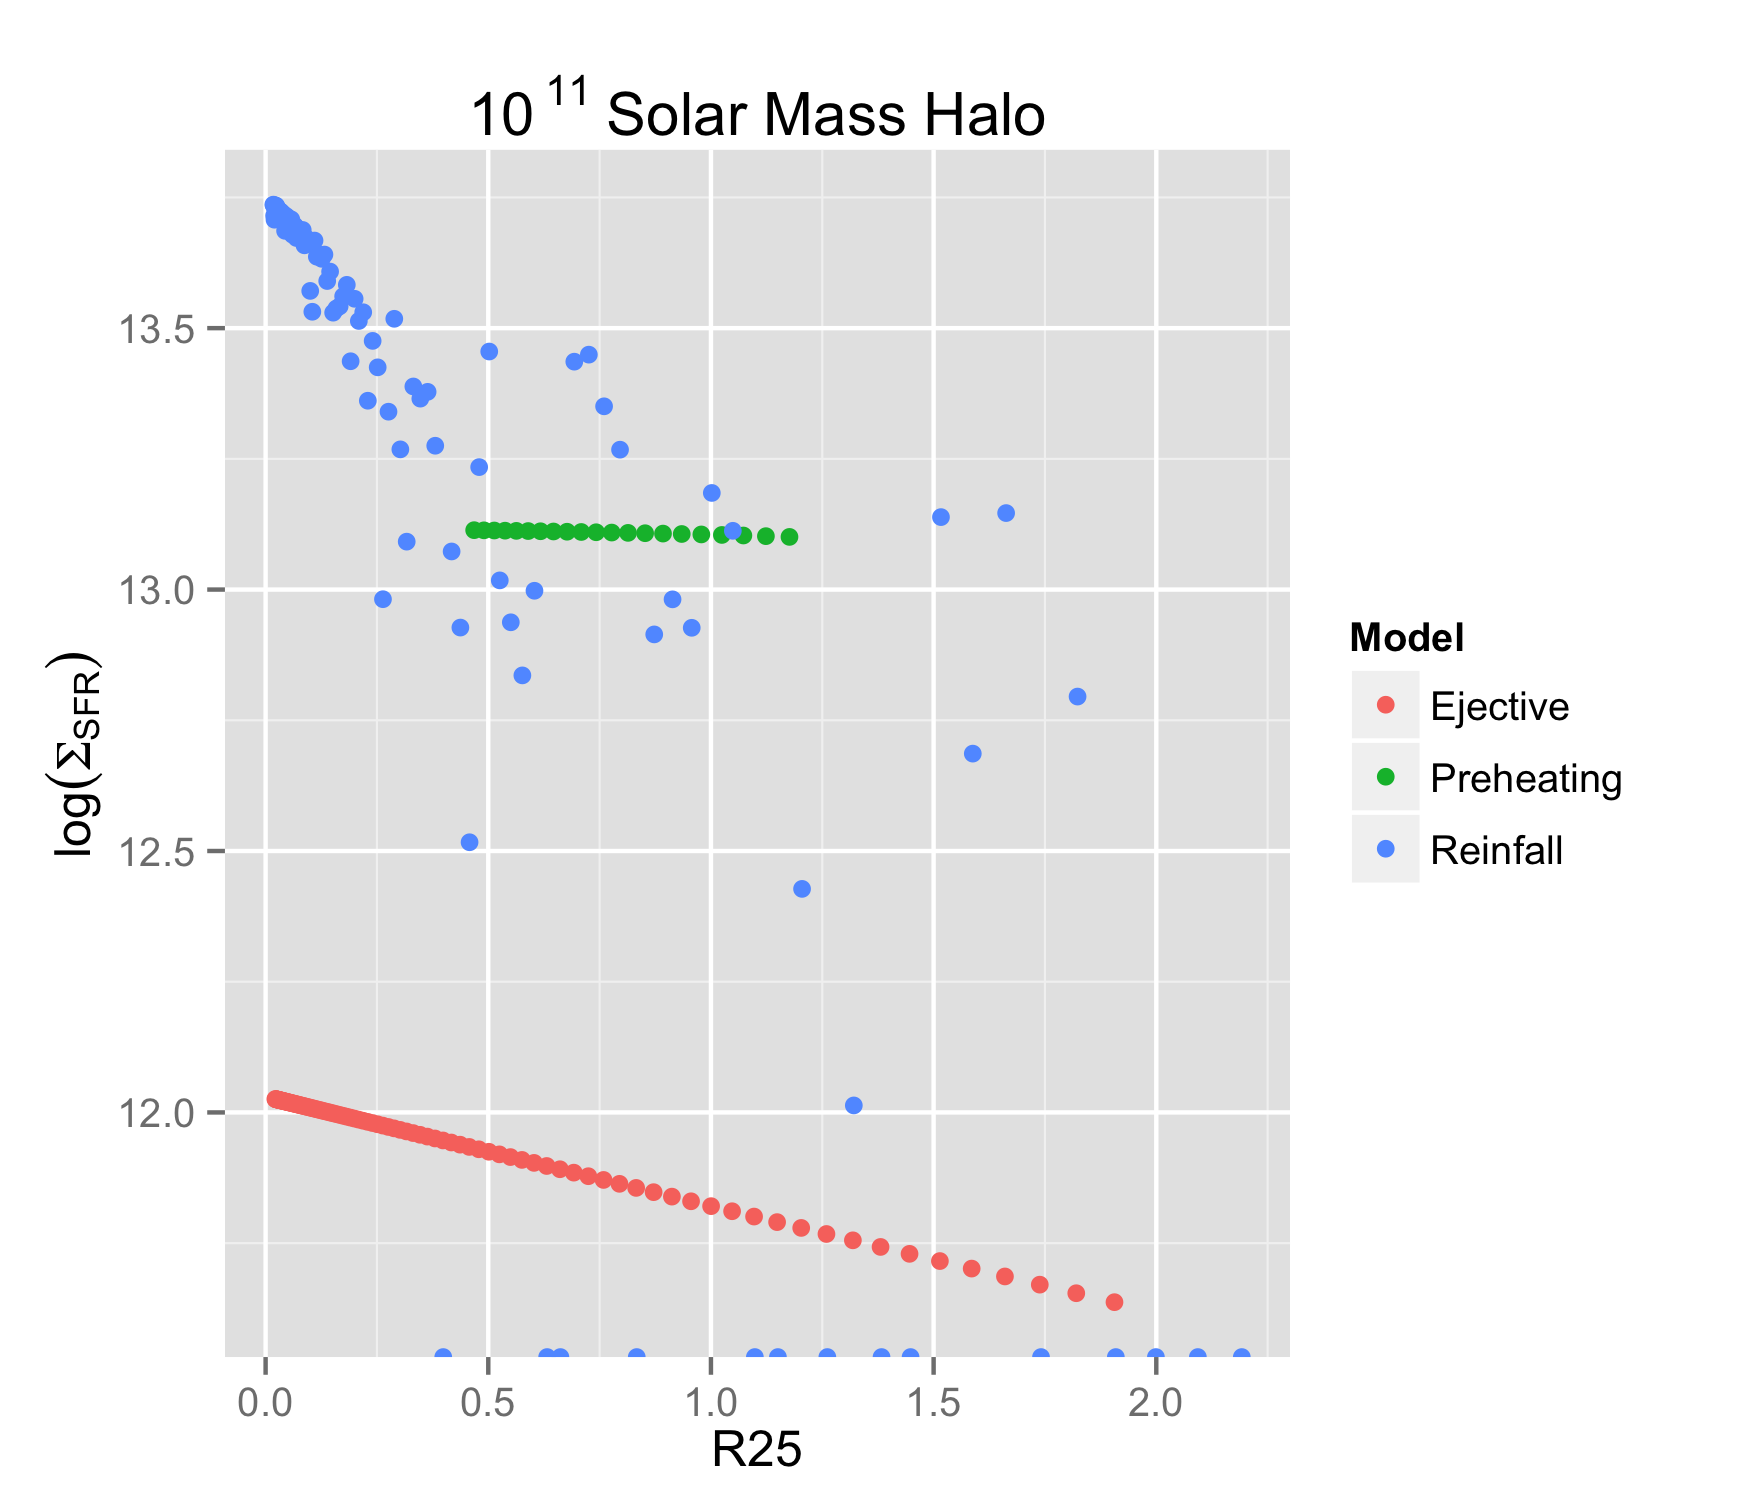 10 11 Solar Mass Halo
log(ΣSFR)
13.5
13.0
12.5
12.0
0.0 0.5 1.0 1.5 2.0
R25
Model
Ejective
Preheating
Reinfall